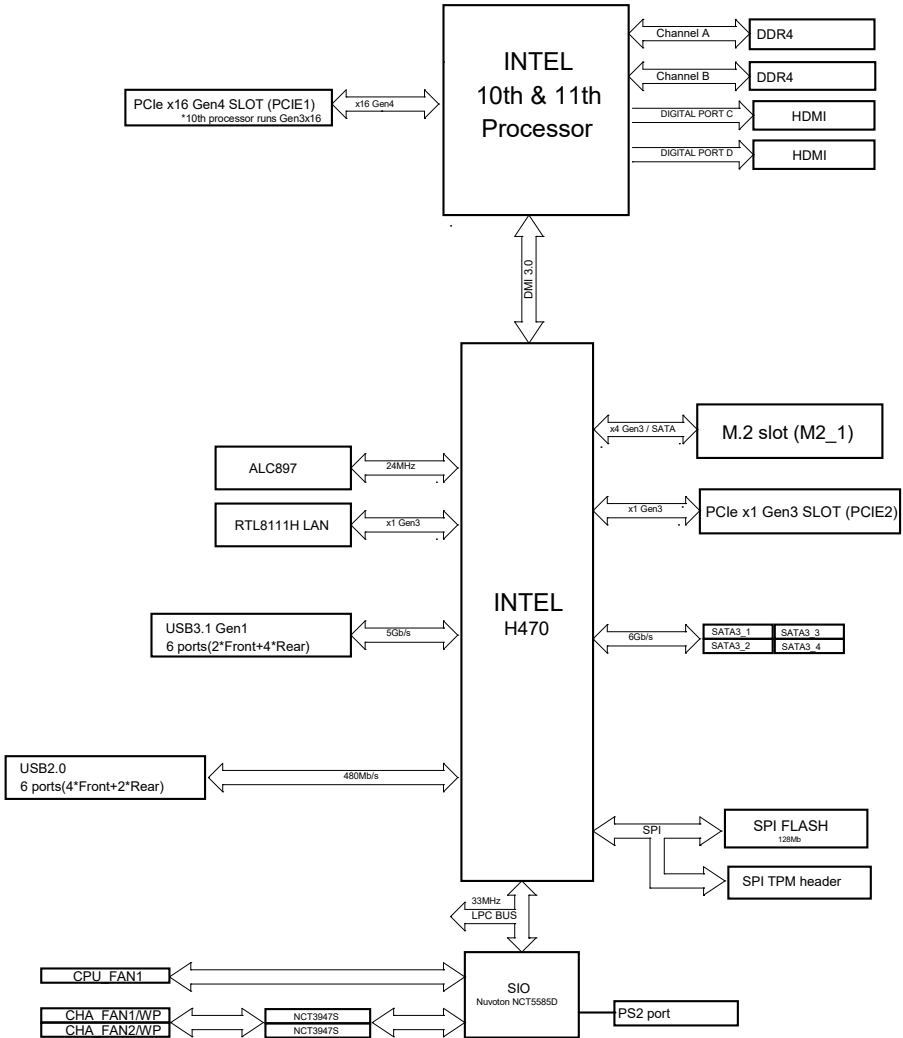 INTEL
10th & 11th
Processor
Channel A
DDR4
Channel B
DDR4
DIGITAL PORT C
HDMI
DIGITAL PORT D
HDMI
PCIe x16 Gen4 SLOT (PCIE1)
*10th processor runs Gen3x16
x16 Gen4
DMI 3.0
INTEL
H470
x4 Gen3 / SATA
M.2 slot (M2_1)
ALC897
24MHz
RTL8111H LAN
x1 Gen3
x1 Gen3
PCIe x1 Gen3 SLOT (PCIE2)
USB3.1 Gen1
6 ports(2*Front+4*Rear)
5Gb/s
6Gb/s
SATA3_1
SATA3_3
SATA3_2
SATA3_4
USB2.0
6 ports(4*Front+2*Rear)
480Mb/s
SPI
SPI FLASH
128Mb
SPI TPM header
33MHz
LPC BUS
CPU_FAN1
SIO
Nuvoton NCT5585D
CHA_FAN1/WP
CHA_FAN2/WP
NCT3947S
NCT3947S
PS2 port